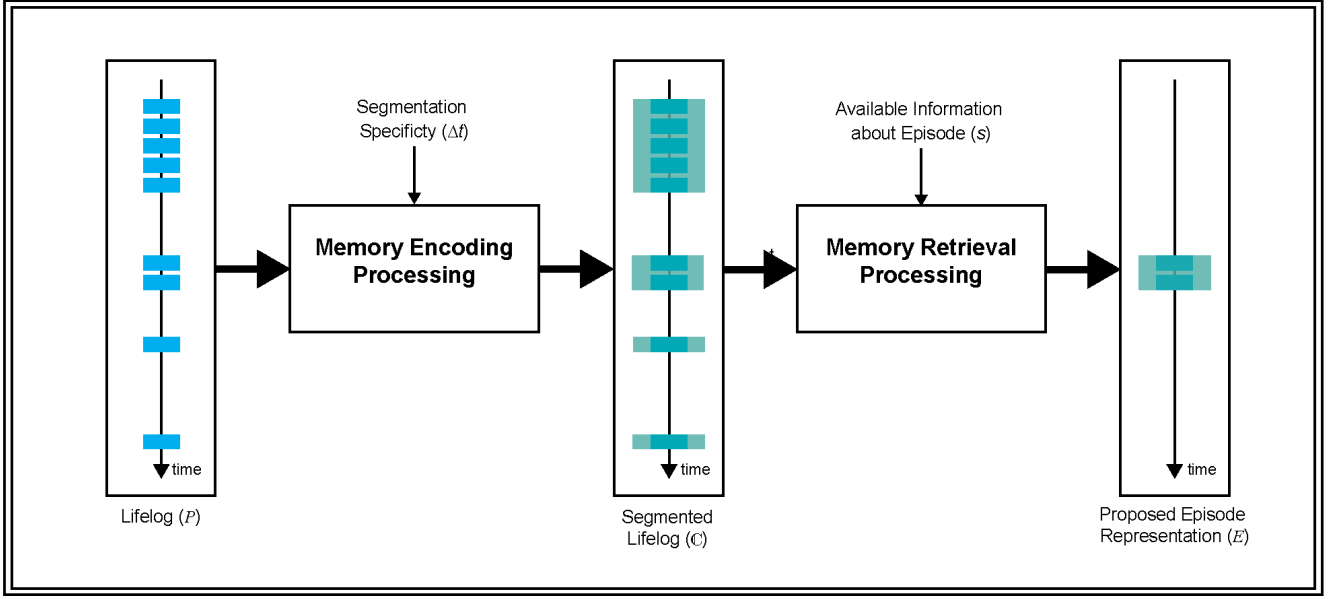 Segmentation
Specificty (Δt)
Available Information
about Episode (s)
Memory Encoding
Processing
t
Memory Retrieval
Processing
time
time
time
Lifelog (P)
Segmented
Lifelog (ℂ)
Proposed Episode
Representation (E)